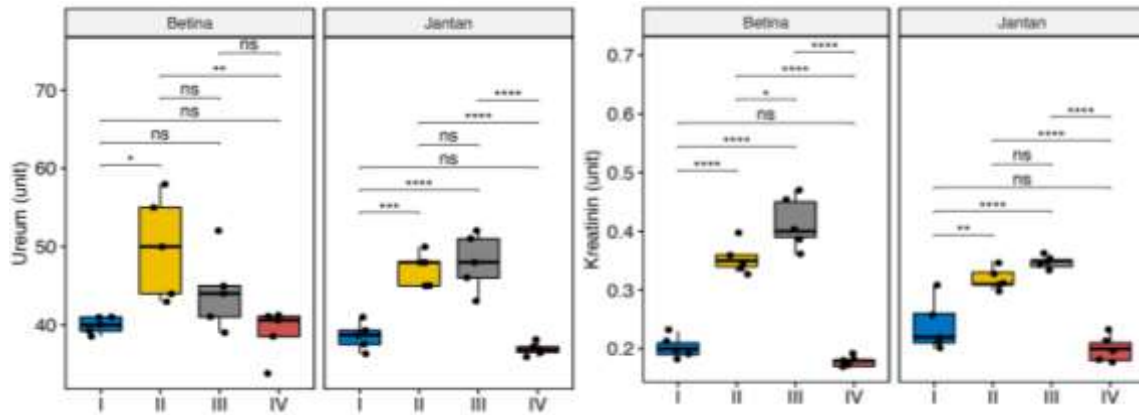 Betina
Jantan
Ureum (unit)
70
60
50
40
ns
**
ns
ns
ns
*
****
****
ns
ns
****
***
I II III IV
I II III IV
Betina
Jantan
Kreatinin (unit)
0.7
0.6
0.5
0.4
0.3
0.2
****
****
*
ns
****
****
****
****
ns
ns
****
**
I II III IV
I II III IV